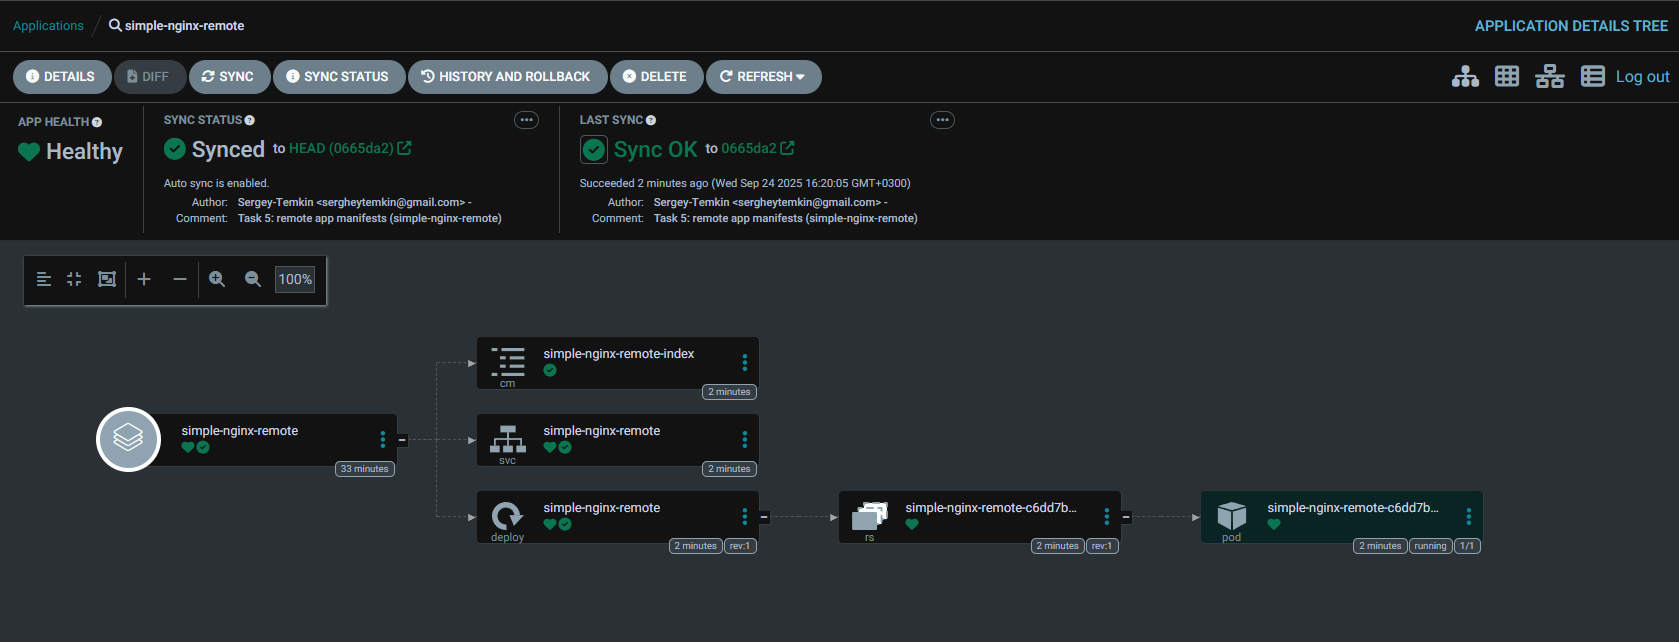 Applications / simple-nginx-remote
APPLICATION DETAILS TREE
DETAILS DIFF SYNC SYNC STATUS HISTORY AND ROLLBACK DELETE REFRESH
Log out
APP HEALTH
Healthy
SYNC STATUS
Synced to HEAD (0665da2)
Auto sync is enabled.
Author: Sergey-Temkin <sergheytemkin@gmail.com> -
Comment: Task 5: remote app manifests (simple-nginx-remote)
LAST SYNC
Sync OK to 0665da2
Succeeded 2 minutes ago (Wed Sep 24 2025 16:20:05 GMT+0300)
Author: Sergey-Temkin <sergheytemkin@gmail.com> -
Comment: Task 5: remote app manifests (simple-nginx-remote)
100%
simple-nginx-remote
33 minutes
simple-nginx-remote-index
cm
2 minutes
simple-nginx-remote
svc
2 minutes
simple-nginx-remote
deploy
2 minutes rev:1
simple-nginx-remote-c6dd7b...
rs
2 minutes rev:1
simple-nginx-remote-c6dd7b...
pod
2 minutes running 1/1